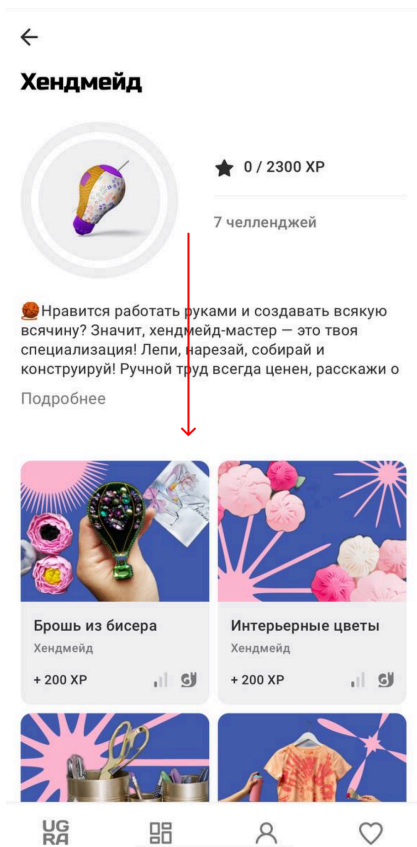 Хендмейд
0 / 2300 XP
7 челленджей
Нравится работать руками и создавать всякую
всячину? Значит, хендмейд-мастер — это твоя
специализация! Лепи, нарезай, собирай и
конструируй! Ручной труд всегда ценен, расскажи о
Подробнее
Брошь из бисера
Хендмейд
+ 200 XP
Интерьерные цветы
Хендмейд
+ 200 XP
UG
RA